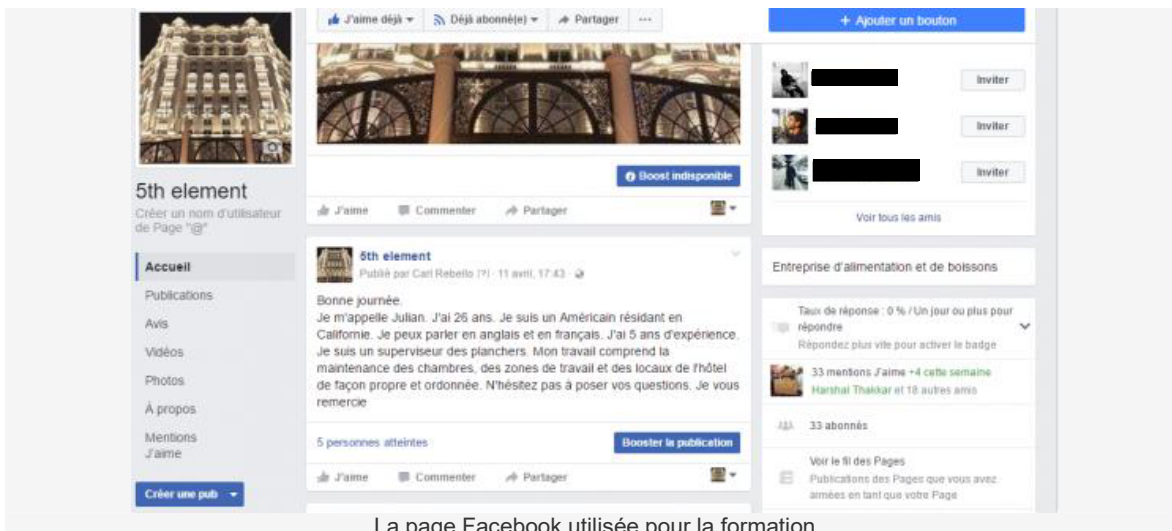 J'aime déjà
Déjà abonné(e)
Partager
+ Ajouter un bouton
Inviter
Inviter
Inviter
Voir tous les amis
Boost indisponible
J'aime
Commenter
Partager
5th element
Créer un nom d'utilisateur
de Page "@"
Accueil
Publications
Avis
Vidéos
Photos
À propos
Mentions
J'aime
Créer une pub
5th element
Publié par Carl Rebello [?] · 11 avril, 17:43 ·
Bonne journée.
Je m'appelle Julian. J'ai 26 ans. Je suis un Américain résidant en
Californie. Je peux parler en anglais et en français. J'ai 5 ans d'expérience.
Je suis un superviseur des planchers. Mon travail comprend la
maintenance des chambres, des zones de travail et des locaux de l'hôtel
de façon propre et ordonnée. N'hésitez pas à poser vos questions. Je vous
remercie
5 personnes atteintes
Booster la publication
J'aime
Commenter
Partager
Entreprise d'alimentation et de boissons
Taux de réponse : 0 % / Un jour ou plus pour
répondre
Répondez plus vite pour activer le badge
33 mentions J'aime +4 cette semaine
Harshal Thakkar et 18 autres amis
33 abonnés
Voir le fil des Pages
Publications des Pages que vous avez
aimées en tant que votre Page
La page Facebook utilisée pour la formation